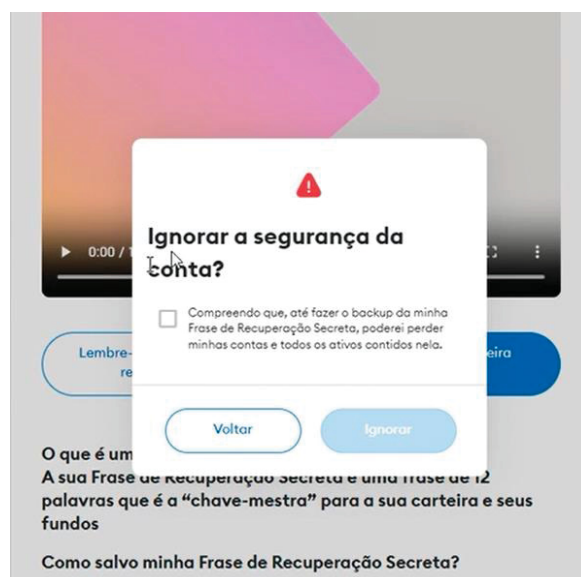 Ignorar a segurança da
conta?
0:00 / 1
Compreendo que, até fazer o backup da minha
Frase de Recuperação Secreta, poderei perder
minhas contas e todos os ativos contidos nela.
Lembre-
re
eira
Voltar
Ignorar
O que é um
A sua Frase de Recuperação Secreta é uma frase de 12
palavras que é a “chave-mestra” para a sua carteira e seus
fundos
Como salvo minha Frase de Recuperação Secreta?